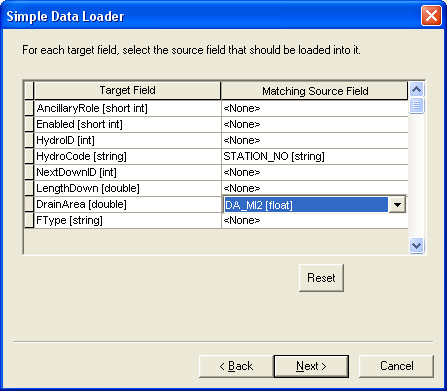 Simple Data Loader
For each target field, select the source field that should be loaded into it.
Target Field Matching Source Field
AncillaryRole [short int] <None>
Enabled [short int] <None>
HydroID [int] <None>
HydroCode [string] STATION_NO [string]
NextDownID [int] <None>
LengthDown [double] <None>
DrainArea [double] DA_MI2 [float]
FType [string] <None>
Reset
< Back Next > Cancel